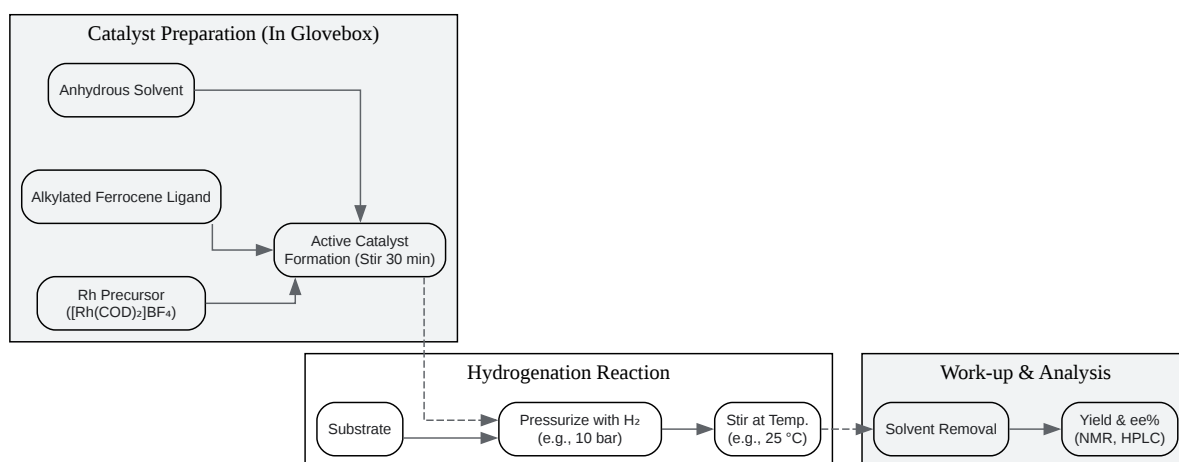 Catalyst Preparation (In Glovebox)
Anhydrous Solvent
Alkylated Ferrocene Ligand
Active Catalyst
Formation (Stir 30 min)
Rh Precursor
([Rh(COD)₂]BF₄)
Hydrogenation Reaction
Substrate
Pressurize with H₂
(e.g., 10 bar)
Stir at Temp.
(e.g., 25 °C)
Work-up & Analysis
Solvent Removal
Yield & ee%
(NMR, HPLC)